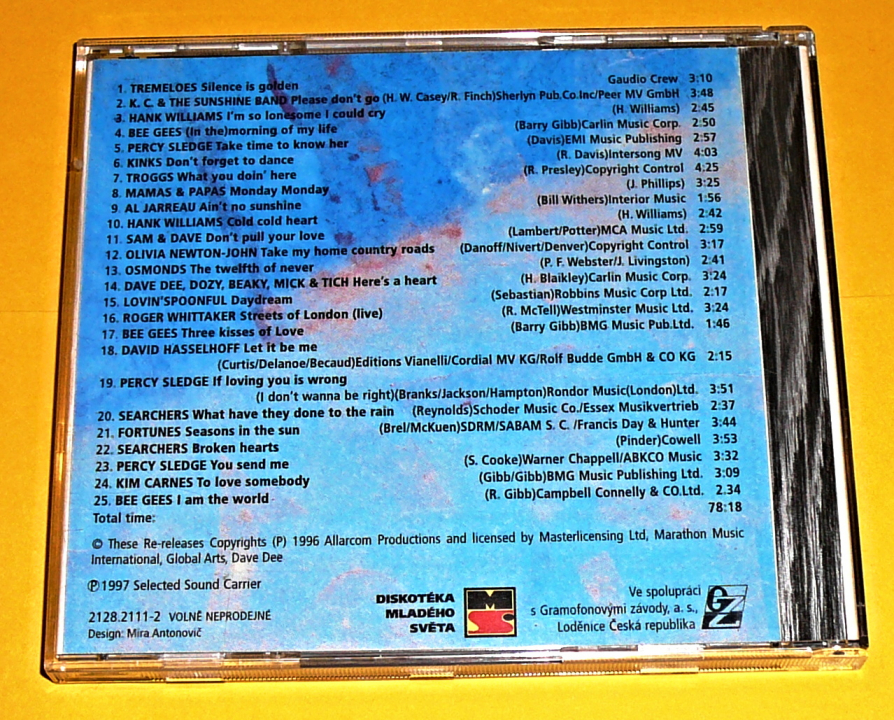 1. TREMELOES Silence is golden Gaudio Crew 3:10
2. K. C. & THE SUNSHINE BAND Please don't go (H. W. Casey/R. Finch)Sherlyn Pub.Co.Inc/Peer MV GmbH 3:48
3. HANK WILLIAMS I'm so lonesome I could cry (H. Williams) 2:45
4. BEE GEES (In the)morning of my life (Barry Gibb)Carlin Music Corp. 2:50
5. PERCY SLEDGE Take time to know her (Davis)EMI Music Publishing 2:57
6. KINKS Don't forget to dance (R. Davis)Intersong MV 4:03
7. TROGGS What you doin' here (R. Presley)Copyright Control 4:25
8. MAMAS & PAPAS Monday Monday (J. Phillips) 3:25
9. AL JARREAU Ain't no sunshine (Bill Withers)Interior Music 1:56
10. HANK WILLIAMS Cold cold heart (H. Williams) 2:42
11. SAM & DAVE Don't pull your love (Lambert/Potter)MCA Music Ltd. 2:59
12. OLIVIA NEWTON-JOHN Take my home country roads (Danoff/Nivert/Denver)Copyright Control 3:17
13. OSMONDS The twelfth of never (P. F. Webster/J. Livingston) 2:41
14. DAVE DEE, DOZY, BEAKY, MICK & TICH Here's a heart (H. Blaikley)Carlin Music Corp. 3:24
15. LOVIN'SPOONFUL Daydream (Sebastian)Robbins Music Corp Ltd. 2:17
16. ROGER WHITTAKER Streets of London (live) (R. McTell)Westminster Music Ltd. 3:24
17. BEE GEES Three kisses of Love (Barry Gibb)BMG Music Pub.Ltd. 1:46
18. DAVID HASSELHOFF Let it be me
(Curtis/Delanoe/Becaud)Editions Vianelli/Cordial MV KG/Rolf Budde GmbH & CO KG 2:15
19. PERCY SLEDGE If loving you is wrong
(I don't wanna be right)(Branks/Jackson/Hampton)Rondor Music(London)Ltd. 3:51
20. SEARCHERS What have they done to the rain (Reynolds)Schoder Music Co./Essex Musikvertrieb 2:37
21. FORTUNES Seasons in the sun (Brel/McKuen)SDRM/SABAM S. C. /Francis Day & Hunter 3:44
22. SEARCHERS Broken hearts (Pinder)Cowell 3:53
23. PERCY SLEDGE You send me (S. Cooke)Warner Chappell/ABKCO Music 3:32
24. KIM CARNES To love somebody (Gibb/Gibb)BMG Music Publishing Ltd. 3:09
25. BEE GEES I am the world (R. Gibb)Campbell Connelly & CO.Ltd. 2.34
Total time: 78:18
© These Re-releases Copyrights (P) 1996 Allarcom Productions and licensed by Masterlicensing Ltd, Marathon Music
International, Global Arts, Dave Dee
℗1997 Selected Sound Carrier
2128.2111-2 VOLNĚ NEPRODEJNÉ
Design: Mira Antonovič
DISKOTÉKA
MLADÉHO
SVĚTA
MS
S
Ve spolupráci
s Gramofonovými závody, a. s.,
Loděnice Česká republika
GZ